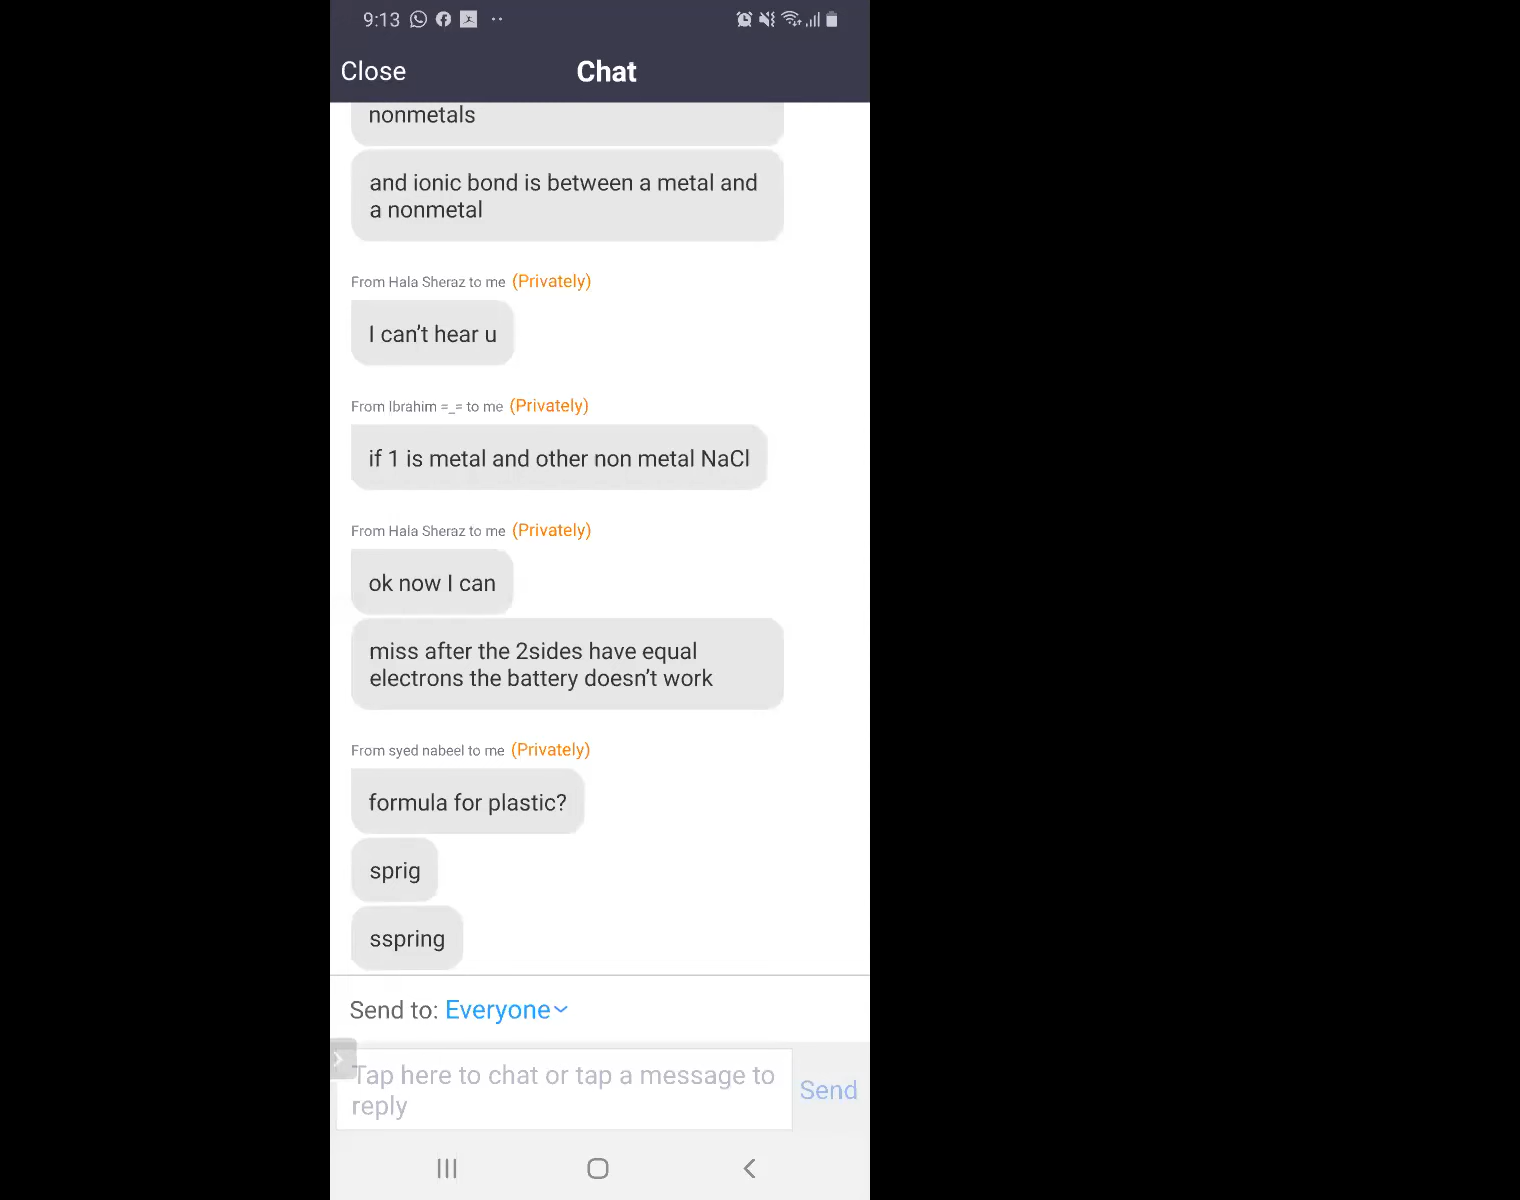 9:13
Close
Chat
nonmetals
and ionic bond is between a metal and
a nonmetal
From Hala Sheraz to me (Privately)
I can't hear u
From Ibrahim =_= to me (Privately)
if 1 is metal and other non metal NaCl
From Hala Sheraz to me (Privately)
ok now I can
miss after the 2sides have equal
electrons the battery doesn't work
From syed nabeel to me (Privately)
formula for plastic?
sprig
sspring
Send to: Everyone
Tap here to chat or tap a message to
reply
Send